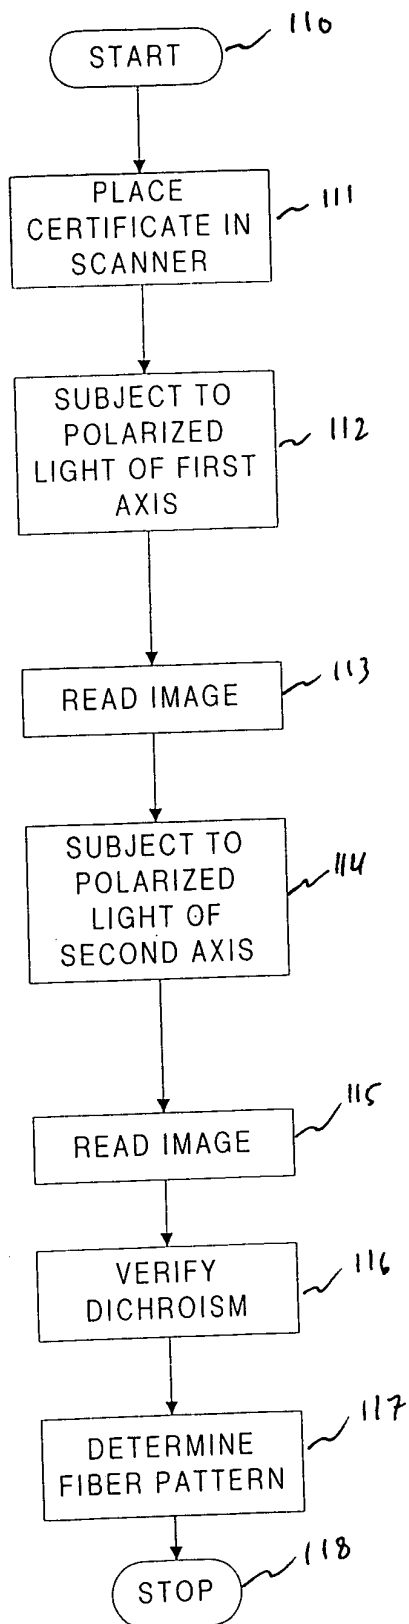 110
START
PLACE
CERTIFICATE IN
SCANNER
111
SUBJECT TO
POLARIZED
LIGHT OF FIRST
AXIS
112
READ IMAGE
113
SUBJECT TO
POLARIZED
LIGHT OF
SECOND AXIS
114
READ IMAGE
115
VERIFY
DICHROISM
116
DETERMINE
FIBER PATTERN
117
STOP
118